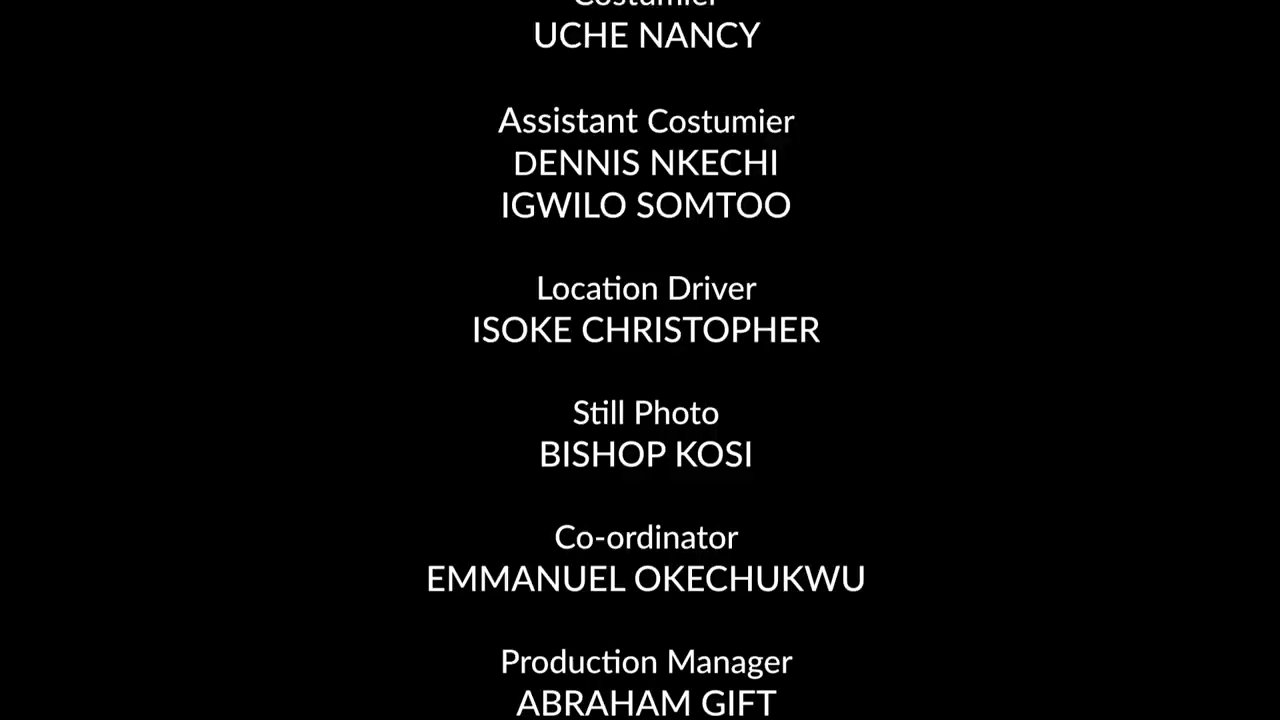 Costumier
UCHE NANCY
Assistant Costumier
DENNIS NKECHI
IGWILO SOMTOO
Location Driver
ISOKE CHRISTOPHER
Still Photo
BISHOP KOSI
Co-ordinator
EMMANUEL OKECHUKWU
Production Manager
ABRAHAM GIFT